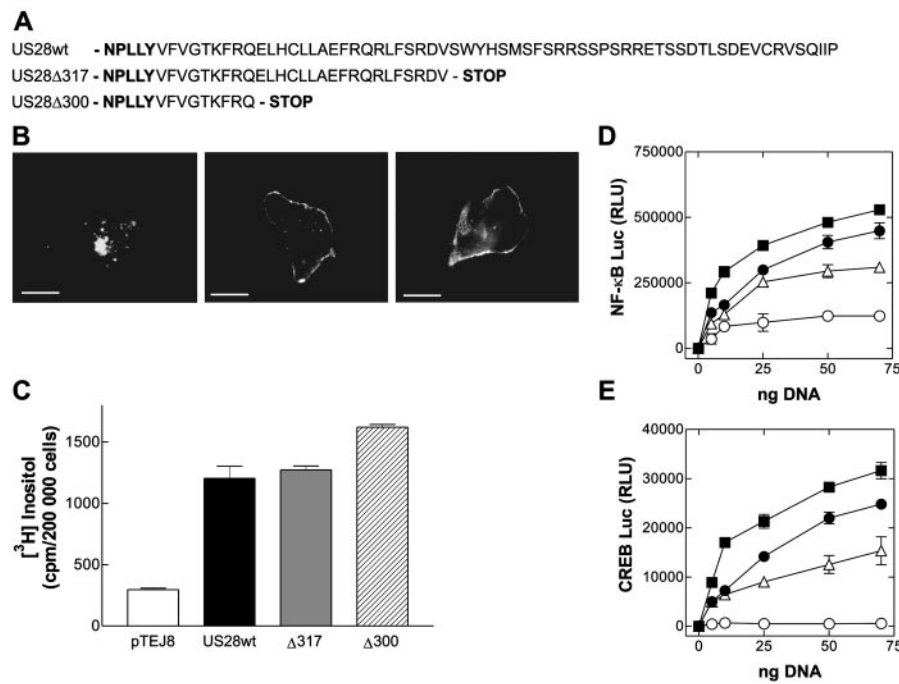 A
US28wt - NPLLYVFVGTKFRQELHCLLAEFRQRLFSRDVSWYHSMSFSRRSSPSRRETSSDTLSDEVCRVSQIIP
US28Δ317 - NPLLYVFVGTKFRQELHCLLAEFRQRLFSRDV - STOP
US28Δ300 - NPLLYVFVGTKFRQ - STOP
B
C
[³H] Inositol
(cpm/200 000 cells)
1500
1000
500
0
pTEJ8 US28wt Δ317 Δ300
D
NF-κB Luc (RLU)
750000
500000
250000
0
0 25 50 75
ng DNA
E
CREB Luc (RLU)
40000
30000
20000
10000
0
0 25 50 75
ng DNA